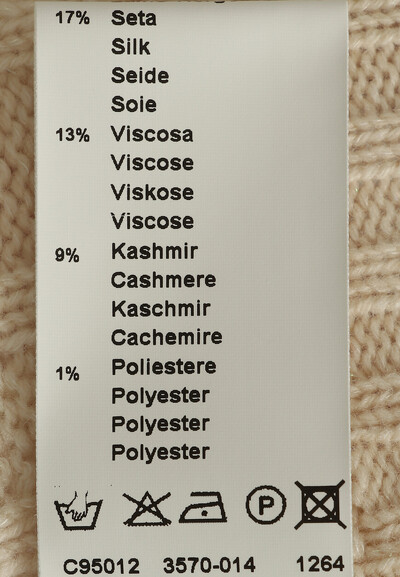 17% Seta
Silk
Seide
Soie
13% Viscosa
Viscose
Viskose
Viscose
9% Kashmir
Cashmere
Kaschmir
Cachemire
1% Poliestere
Polyester
Polyester
Polyester
P
C95012 3570-014 1264